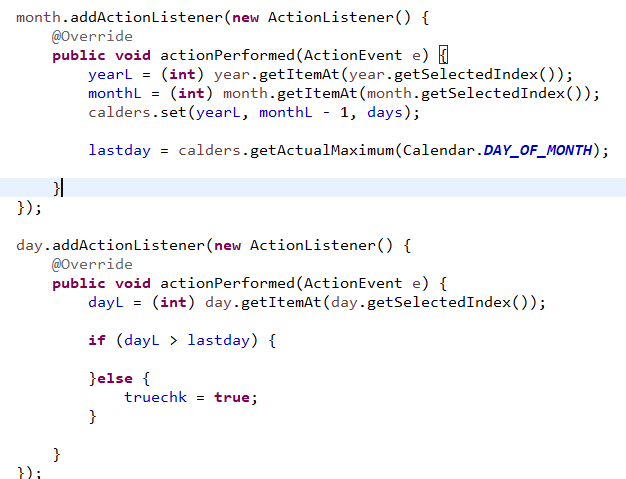 month.addActionListener(new ActionListener() {
@Override
public void actionPerformed(ActionEvent e) {
yearL = (int) year.getItemAt(year.getSelectedIndex());
monthL = (int) month.getItemAt(month.getSelectedIndex());
calders.set(yearL, monthL - 1, days);
lastday = calders.getActualMaximum(Calendar.DAY_OF_MONTH);
}
});
day.addActionListener(new ActionListener() {
@Override
public void actionPerformed(ActionEvent e) {
dayL = (int) day.getItemAt(day.getSelectedIndex());
if (dayL > lastday) {
}else {
truechk = true;
}
}
});